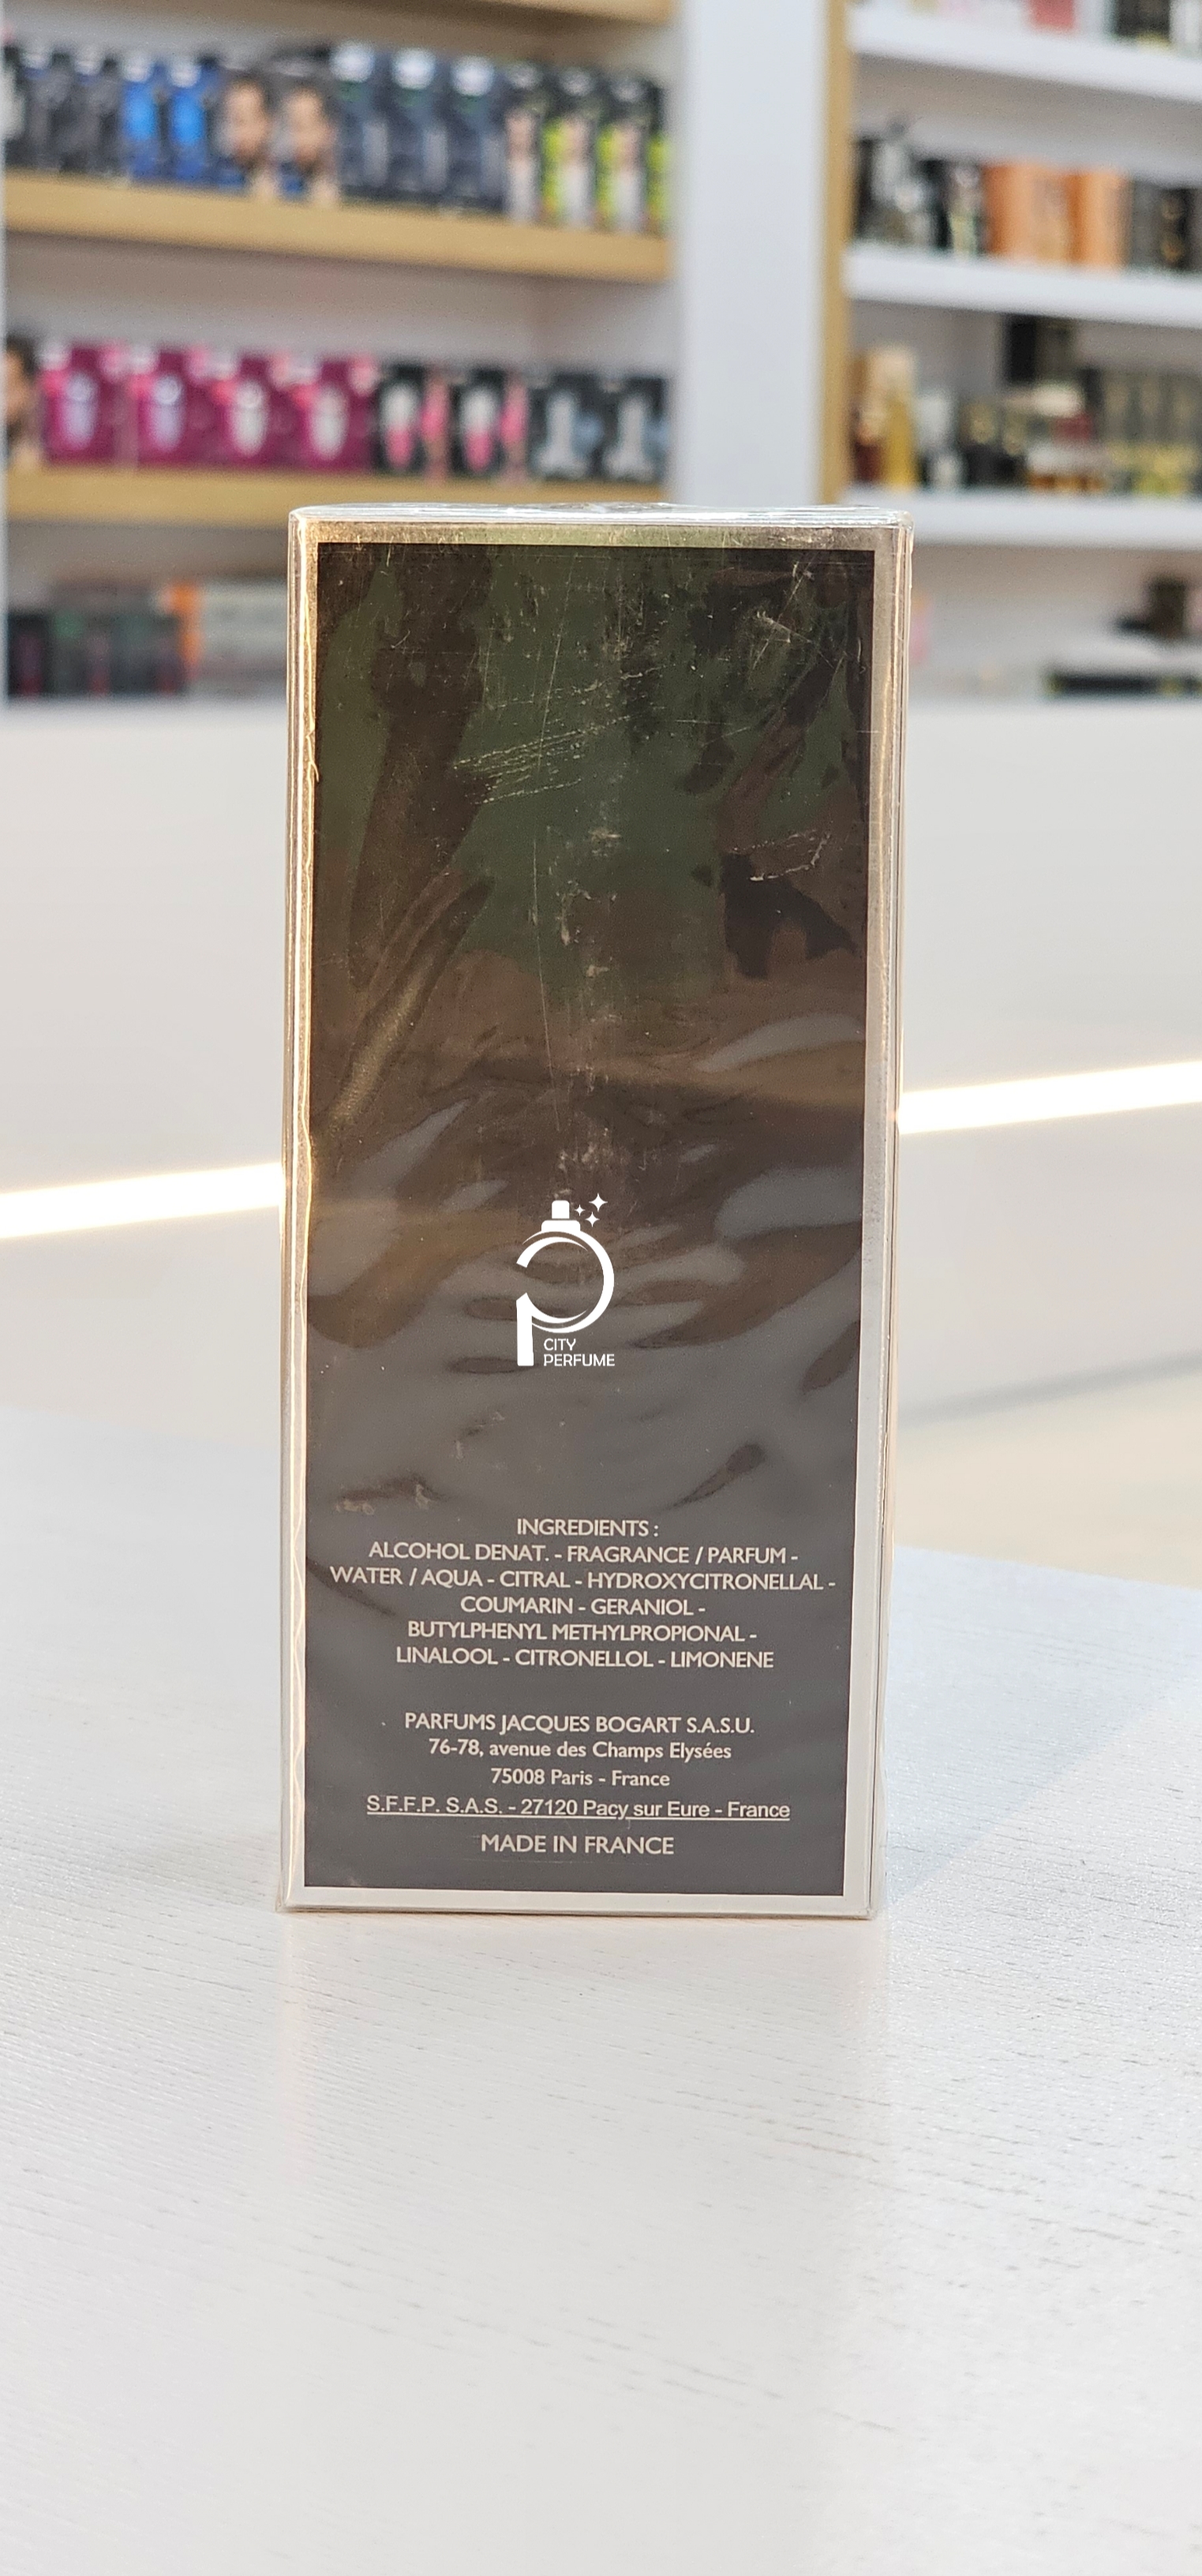 CITY
PERFUME
INGREDIENTS :
ALCOHOL DENAT. - FRAGRANCE / PARFUM -
WATER / AQUA - CITRAL - HYDROXYCITRONELLAL -
COUMARIN - GERANIOL -
BUTYLPHENYL METHYLPROPIONAL -
LINALOOL - CITRONELLOL - LIMONENE
PARFUMS JACQUES BOGART S.A.S.U.
76-78, avenue des Champs Elysées
75008 Paris - France
S.F.F.P. S.A.S. - 27120 Pacy sur Eure - France
MADE IN FRANCE